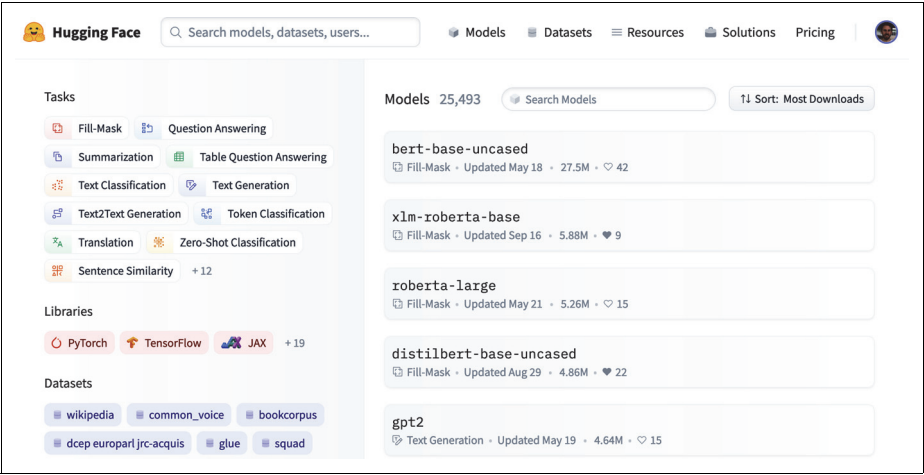 Hugging Face
Search models, datasets, users...
Models
Datasets
Resources
Solutions
Pricing
Tasks
Fill-Mask
Question Answering
Summarization
Table Question Answering
Text Classification
Text Generation
Text2Text Generation
Token Classification
Translation
Zero-Shot Classification
Sentence Similarity
+ 12
Libraries
PyTorch
TensorFlow
JAX
+ 19
Datasets
wikipedia
common_voice
bookcorpus
dcep europarl jrc-acquis
glue
squad
Models 25,493
Search Models
↑↓ Sort: Most Downloads
bert-base-uncased
Fill-Mask • Updated May 18 • 27.5M • ♡ 42
xlm-roberta-base
Fill-Mask • Updated Sep 16 • 5.88M • ♥ 9
roberta-large
Fill-Mask • Updated May 21 • 5.26M • ♡ 15
distilbert-base-uncased
Fill-Mask • Updated Aug 29 • 4.86M • ♥ 22
gpt2
Text Generation • Updated May 19 • 4.64M • ♡ 15